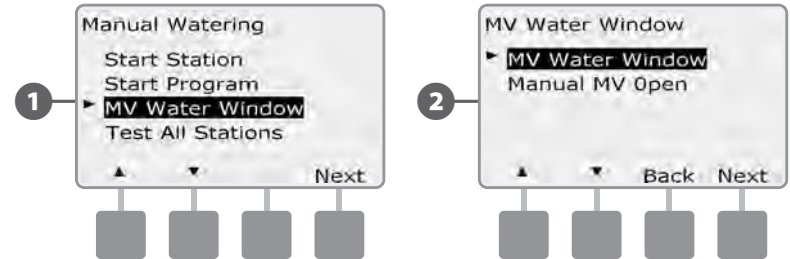 1
Manual Watering
Start Station
Start Program
MV Water Window
Test All Stations
Next
2
MV Water Window
MV Water Window
Manual MV Open
Back Next